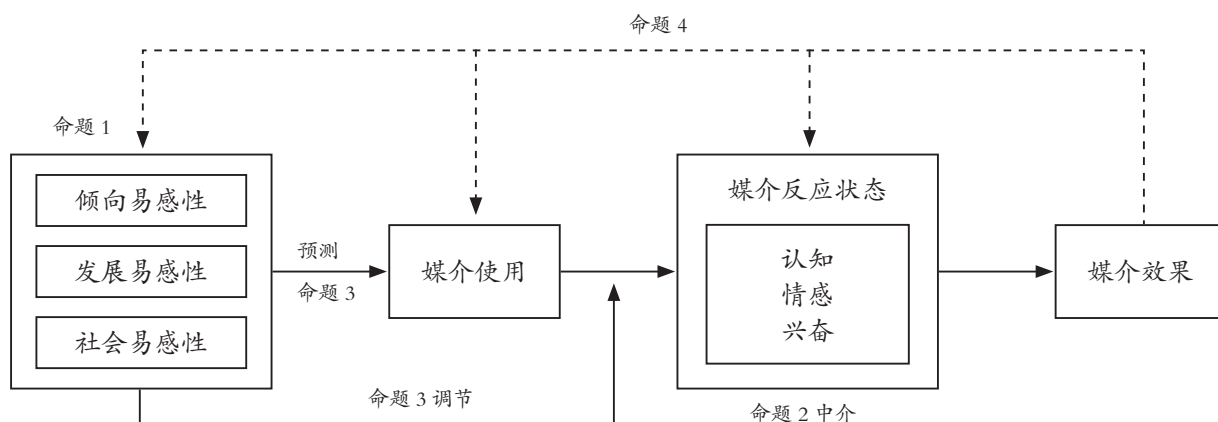 命题 4
命题 1
倾向易感性
发展易感性
社会易感性
预测
命题 3
媒介使用
媒介反应状态
认知
情感
兴奋
媒介效果
命题 3 调节
命题 2 中介